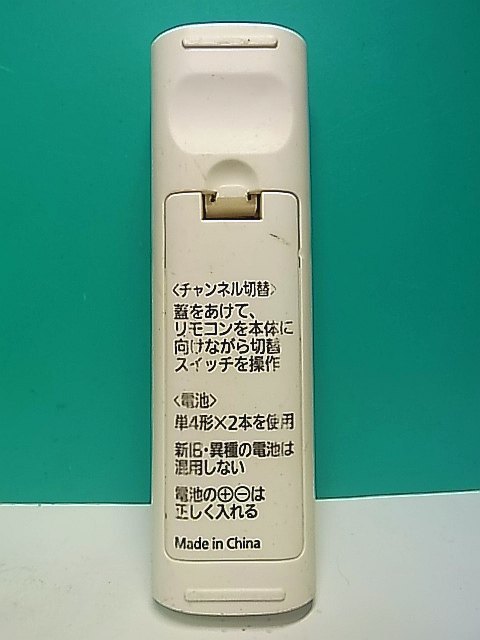 〈チャンネル切替〉
蓋をあけて、
リモコンを本体に
向けながら切替
スイッチを操作
〈電池〉
単4形×2本を使用
新旧・異種の電池は
混用しない
電池の⊕⊖は
正しく入れる
Made in China